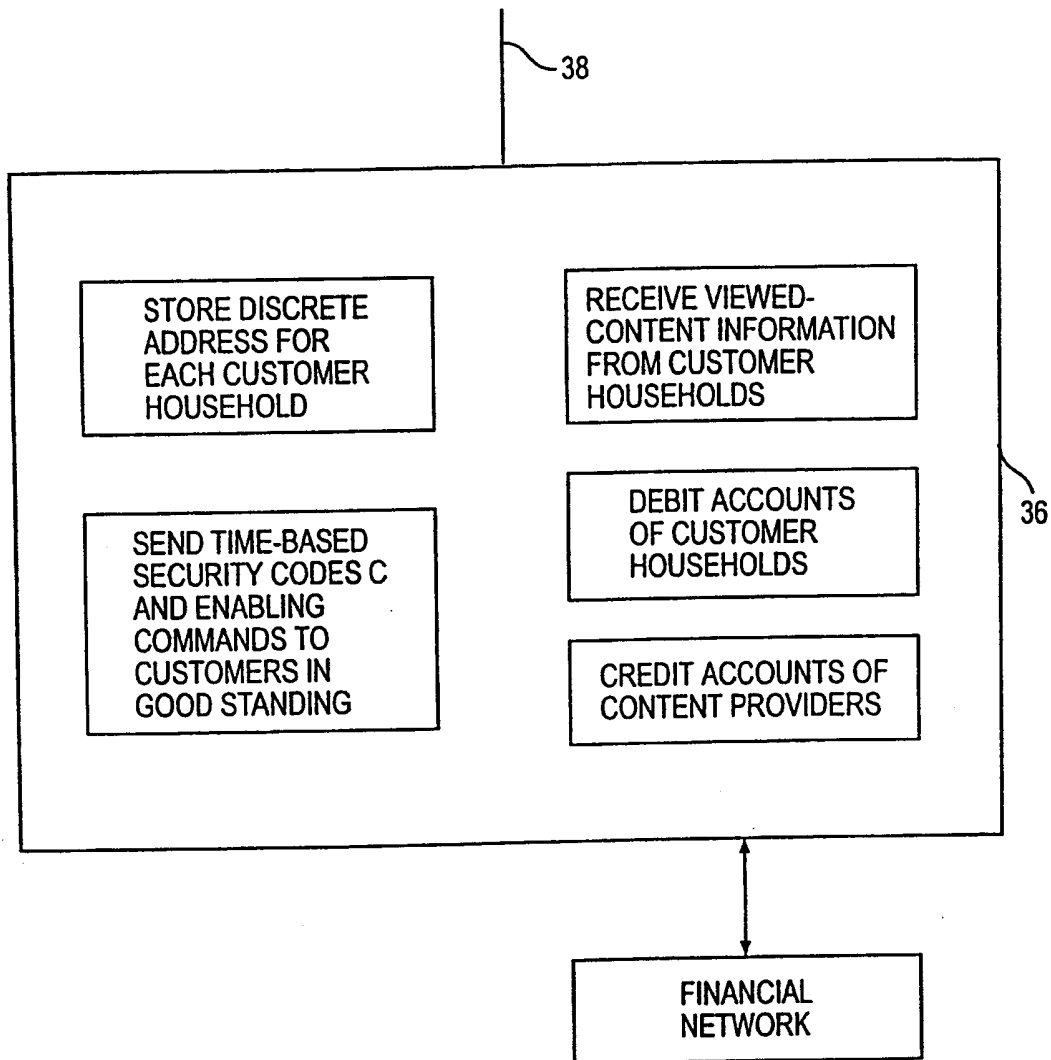 38
STORE DISCRETE
ADDRESS FOR
EACH CUSTOMER
HOUSEHOLD
RECEIVE VIEWED-
CONTENT INFORMATION
FROM CUSTOMER
HOUSEHOLDS
36
SEND TIME-BASED
SECURITY CODES C
AND ENABLING
COMMANDS TO
CUSTOMERS IN
GOOD STANDING
DEBIT ACCOUNTS
OF CUSTOMER
HOUSEHOLDS
CREDIT ACCOUNTS OF
CONTENT PROVIDERS
FINANCIAL
NETWORK